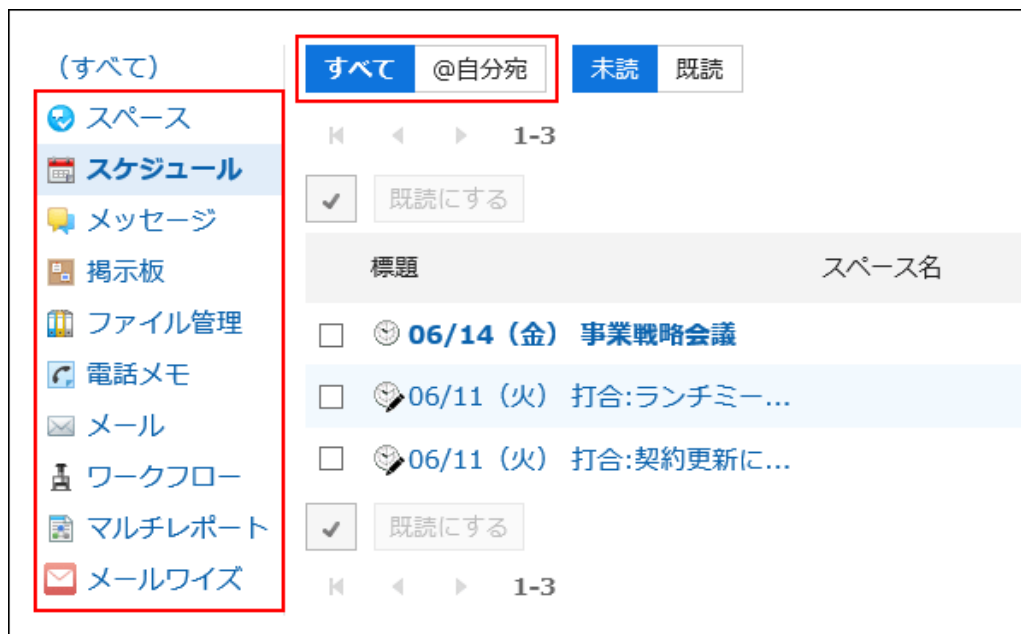 (すべて)
スペース
スケジュール
メッセージ
掲示板
ファイル管理
電話メモ
メール
ワークフロー
マルチレポート
メールワイズ
すべて @自分宛 未読 既読
1-3
既読にする
標題 スペース名
06/14（金） 事業戦略会議
06/11（火） 打合:ランチミー...
06/11（火） 打合:契約更新に...
既読にする
1-3